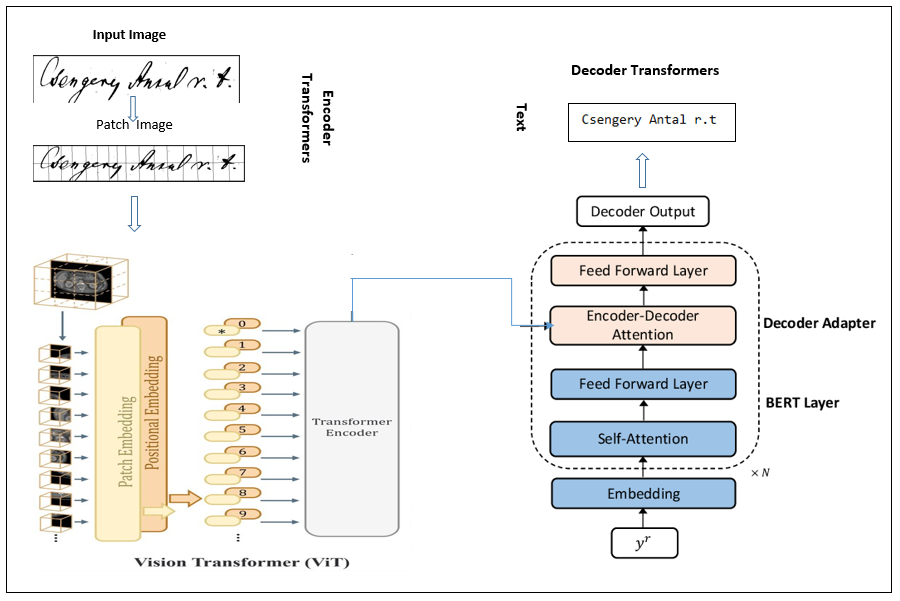 Input Image
Csengery Antal r. t.
Patch Image
Csengery Antal r. t.
Encoder
Transformers
Patch Embedding
Positional Embedding
*
0
1
2
3
4
5
6
7
8
9
Transformer
Encoder
Vision Transformer (ViT)
Decoder Transformers
Text
Csengery Antal r.t
Decoder Output
Feed Forward Layer
Encoder-Decoder
Attention
Decoder Adapter
Feed Forward Layer
BERT Layer
Self-Attention
× N
Embedding
yʳ